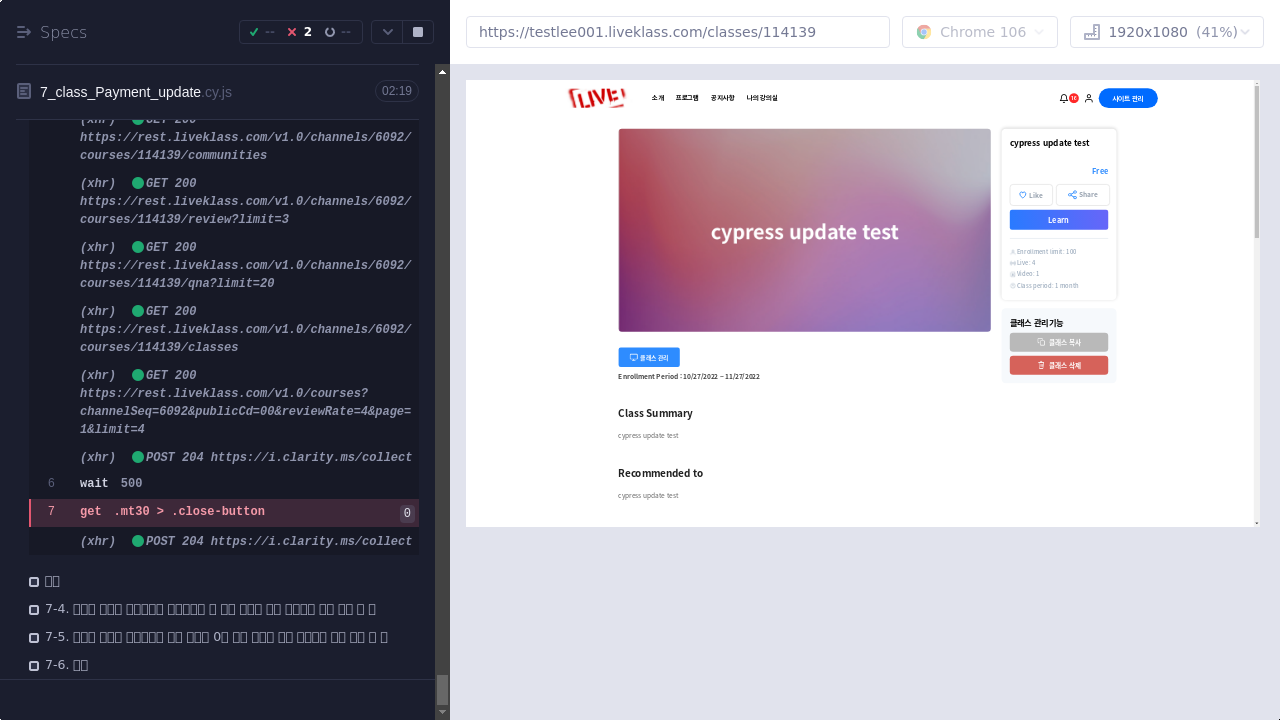 Specs
--
2
--
7_class_Payment_update.cy.js
02:19
(xhr) GET 200
https://rest.liveklass.com/v1.0/channels/6092/
courses/114139/communities
(xhr) GET 200
https://rest.liveklass.com/v1.0/channels/6092/
courses/114139/review?limit=3
(xhr) GET 200
https://rest.liveklass.com/v1.0/channels/6092/
courses/114139/qna?limit=20
(xhr) GET 200
https://rest.liveklass.com/v1.0/channels/6092/
courses/114139/classes
(xhr) GET 200
https://rest.liveklass.com/v1.0/courses?
channelSeq=6092&publicCd=00&reviewRate=4&page=
1&limit=4
(xhr) POST 204 https://i.clarity.ms/collect
6 wait 500
7 get .mt30 > .close-button 0
(xhr) POST 204 https://i.clarity.ms/collect
7-4.
7-5.
7-6.
https://testlee001.liveklass.com/classes/114139
Chrome 106
1920x1080 (41%)
LIVE!
소개 프로그램 공지사항 나의 강의실
사이트 관리
cypress update test
클래스 관리
Enrollment Period : 10/27/2022 ~ 11/27/2022
Class Summary
cypress update test
Recommended to
cypress update test
cypress update test
Free
Like
Share
Learn
Enrollment limit: 100
Live: 4
Video: 1
Class period: 1 month
클래스 관리 기능
클래스 복사
클래스 삭제